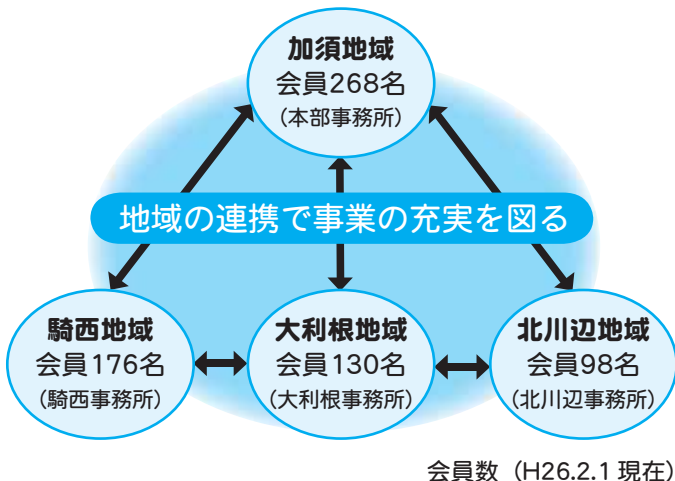 加須地域
会員268名
(本部事務所)
地域の連携で事業の充実を図る
騎西地域
会員176名
(騎西事務所)
大利根地域
会員130名
(大利根事務所)
北川辺地域
会員98名
(北川辺事務所)
会員数（H26.2.1 現在）